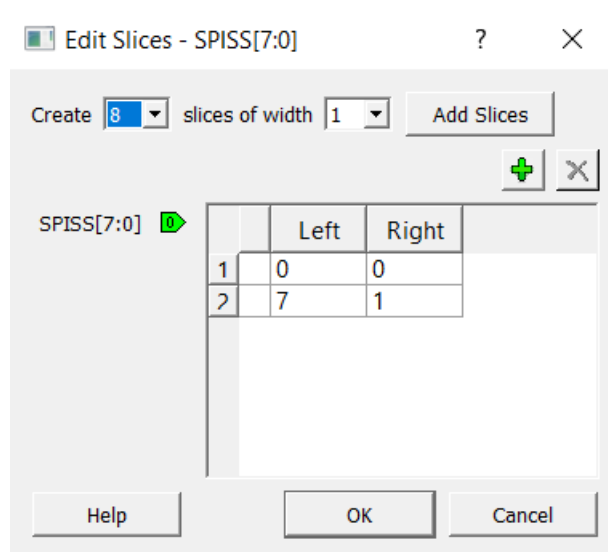 Edit Slices - SPISS[7:0] ?
Create 8 slices of width 1 Add Slices
SPISS[7:0] 0
Left Right
1 0 0
2 7 1
Help OK Cancel